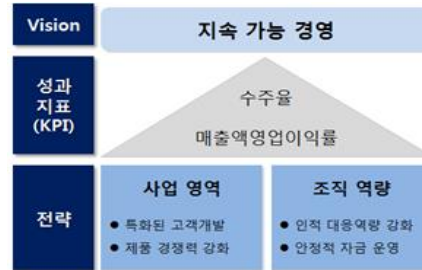 Vision
지속 가능 경영
성과
지표
(KPI)
수주율
매출액영업이익률
전략
사업 영역
● 특화된 고객개발
● 제품 경쟁력 강화
조직 역량
● 인적 대응역량 강화
● 안정적 자금 운영